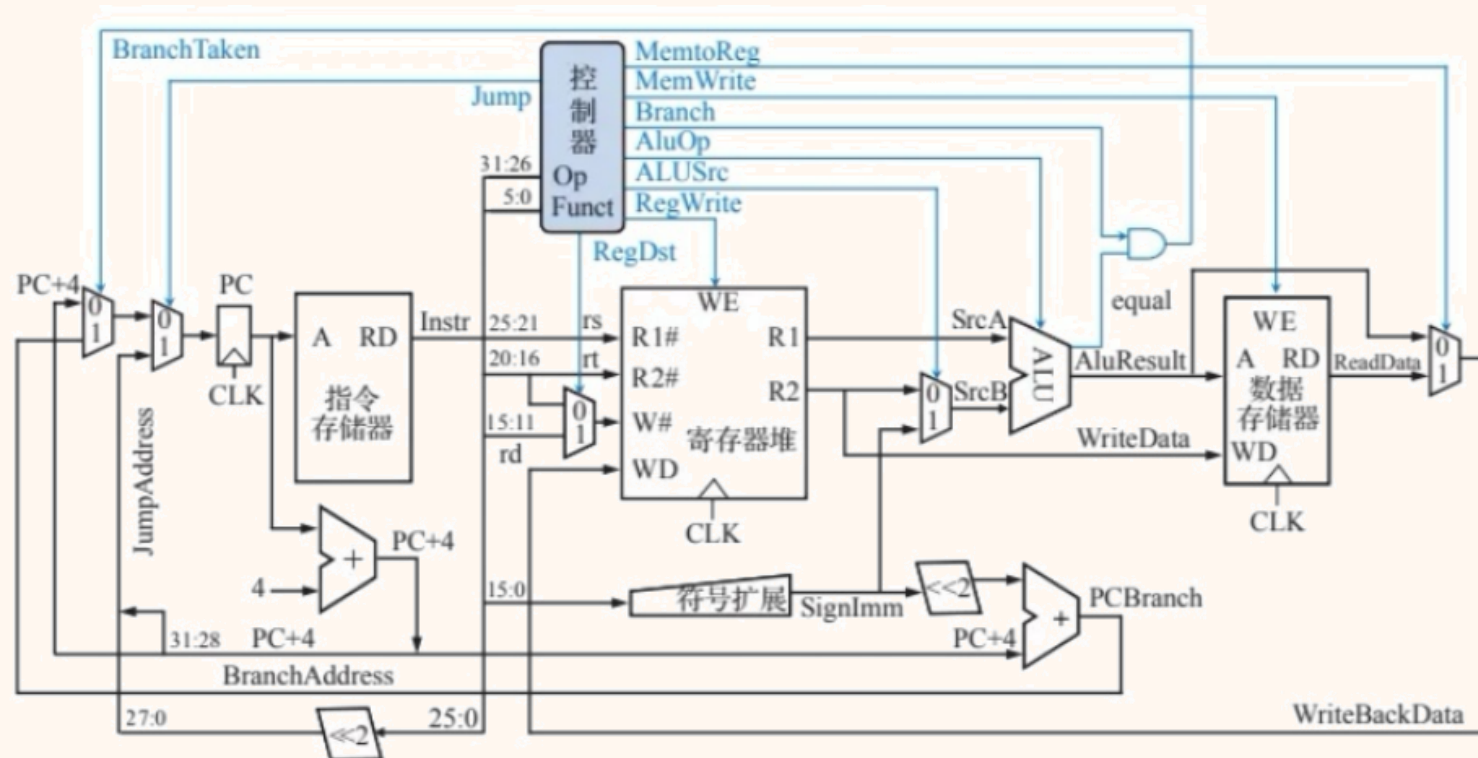 BranchTaken
Jump
控制器
Op
Funct
MemtoReg
MemWrite
Branch
AluOp
ALUSrc
RegWrite
RegDst
31:26
5:0
PC+4
0
1
0
1
PC
CLK
A RD
指令
存储器
Instr
25:21
rs
20:16
rt
15:11
rd
0
1
WE
R1#
R2#
W#
WD
R1
R2
寄存器堆
CLK
0
1
SrcA
SrcB
ALU
equal
AluResult
WriteData
WE
A RD
数据
存储器
WD
CLK
ReadData
0
1
JumpAddress
4
+
PC+4
15:0
符号扩展
SignImm
<<2
PC+4
+
PCBranch
31:28
PC+4
BranchAddress
27:0
<<2
25:0
WriteBackData